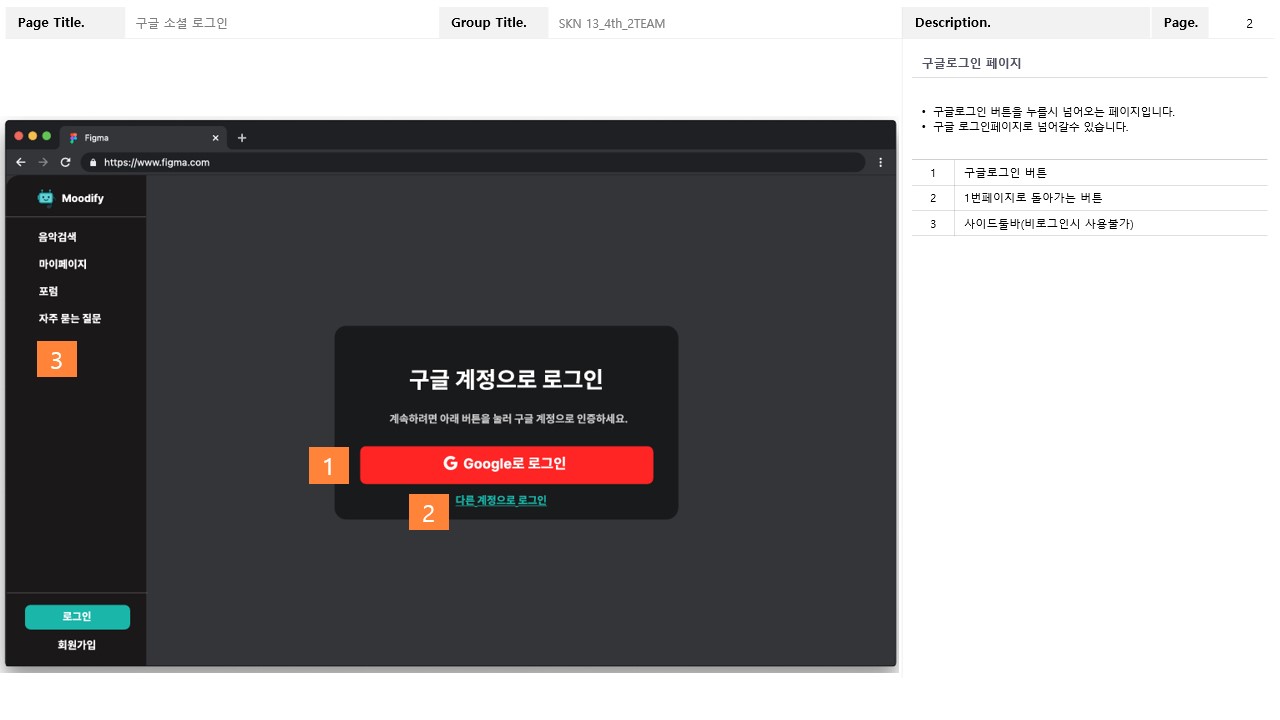 Page Title.
구글 소셜 로그인
Group Title.
SKN 13_4th_2TEAM
Description.
Page.
2
구글로그인 페이지
• 구글로그인 버튼을 누를시 넘어오는 페이지입니다.
• 구글 로그인페이지로 넘어갈수 있습니다.
1 구글로그인 버튼
2 1번페이지로 돌아가는 버튼
3 사이드툴바(비로그인시 사용불가)
Figma
https://www.figma.com
Moodify
음악검색
마이페이지
포럼
자주 묻는 질문
3
구글 계정으로 로그인
계속하려면 아래 버튼을 눌러 구글 계정으로 인증하세요.
1
G Google로 로그인
2
다른 계정으로 로그인
로그인
회원가입